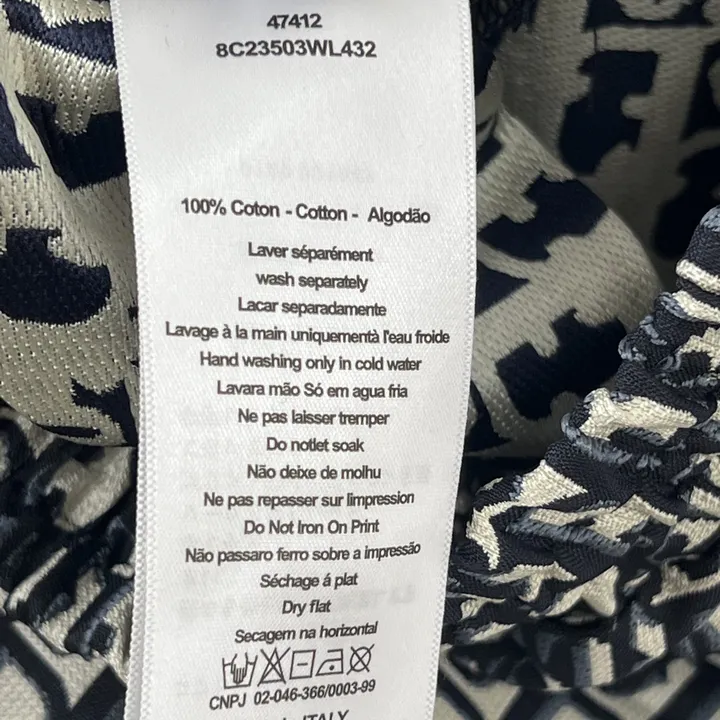 47412
8C23503WL432
100% Coton - Cotton - Algodão
Laver séparément
wash separately
Lacar separadamente
Lavage à la main uniquementà l'eau froide
Hand washing only in cold water
Lavara mão Só em agua fria
Ne pas laisser tremper
Do notlet soak
Não deixe de molhu
Ne pas repasser sur limpression
Do Not Iron On Print
Não passaro ferro sobre a impressão
Séchage á plat
Dry flat
Secagem na horizontal
CNPJ 02-046-366/0003-99
ITALY